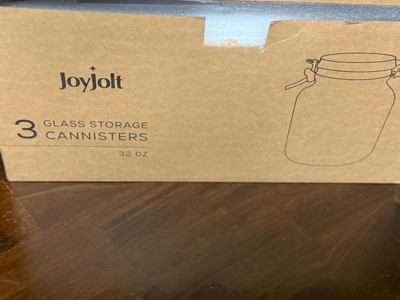 JoyJolt
3 GLASS STORAGE
CANNISTERS
32 OZ